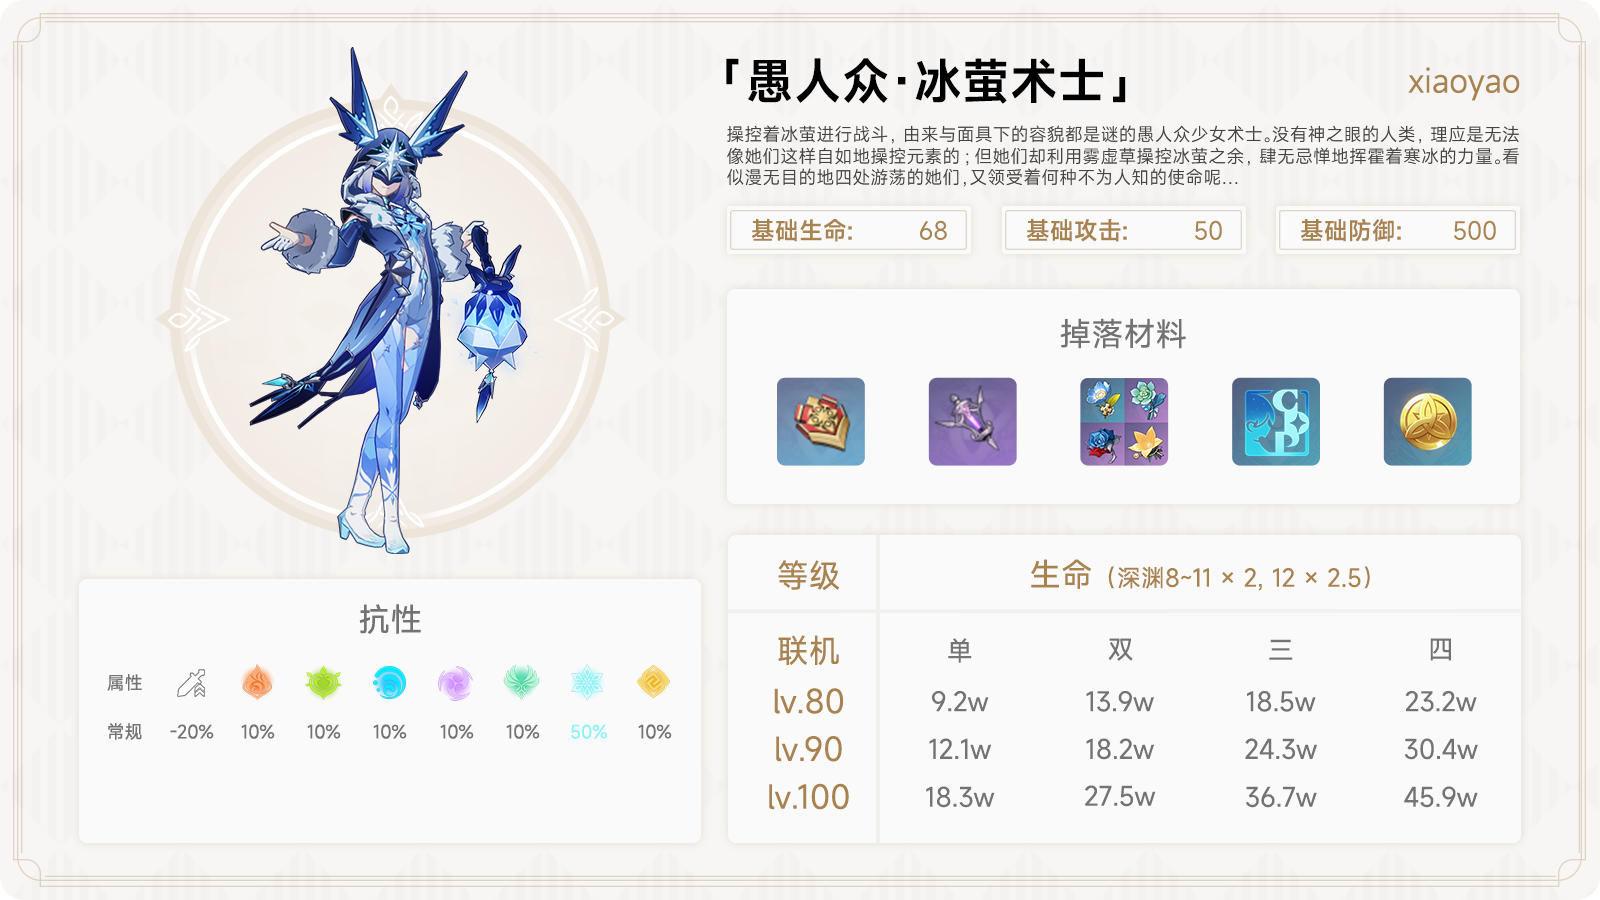 「愚人众·冰萤术士」
xiaoyao
操控着冰萤进行战斗，由来与面具下的容貌都是谜的愚人众少女术士。没有神之眼的人类，理应是无法
像她们这样自如地操控元素的；但她们却利用雾虚草操控冰萤之余，肆无忌惮地挥霍着寒冰的力量。看
似漫无目的地四处游荡的她们，又领受着何种不为人知的使命呢...
基础生命: 68
基础攻击: 50
基础防御: 500
掉落材料
COP
抗性
属性
常规 -20% 10% 10% 10% 10% 10% 50% 10%
等级 生命（深渊8~11 × 2, 12 × 2.5）
联机 单 双 三 四
lv.80 9.2w 13.9w 18.5w 23.2w
lv.90 12.1w 18.2w 24.3w 30.4w
lv.100 18.3w 27.5w 36.7w 45.9w